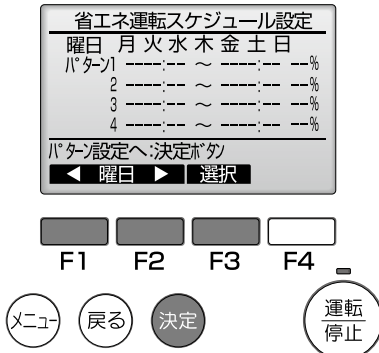 省エネ運転スケジュール設定
曜日 月 火 水 木 金 土 日
パターン1 ----:-- ～ ----:-- --%
2 ----:-- ～ ----:-- --%
3 ----:-- ～ ----:-- --%
4 ----:-- ～ ----:-- --%
パターン設定へ:決定ボタン
◀ 曜日 ▶ 選択
F1 F2 F3 F4
メニュー 戻る 決定 運転
停止